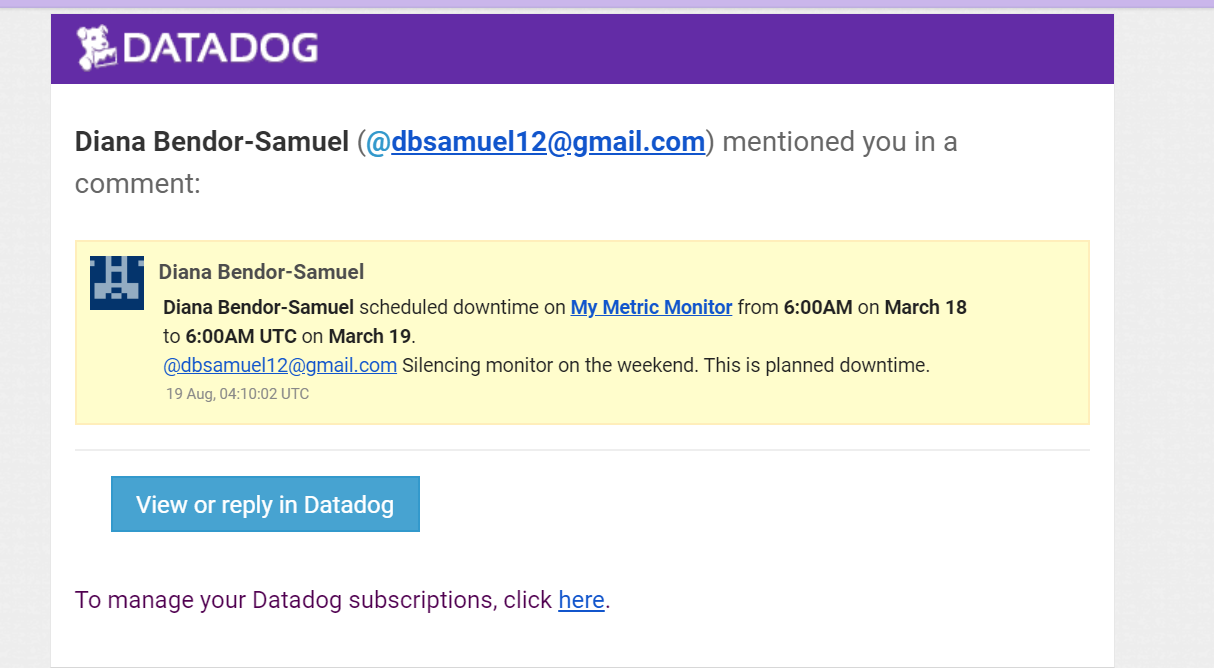 DATADOG
Diana Bendor-Samuel (@dbsamuel12@gmail.com) mentioned you in a
comment:
Diana Bendor-Samuel
Diana Bendor-Samuel scheduled downtime on My Metric Monitor from 6:00AM on March 18
to 6:00AM UTC on March 19.
@dbsamuel12@gmail.com Silencing monitor on the weekend. This is planned downtime.
19 Aug, 04:10:02 UTC
View or reply in Datadog
To manage your Datadog subscriptions, click here.